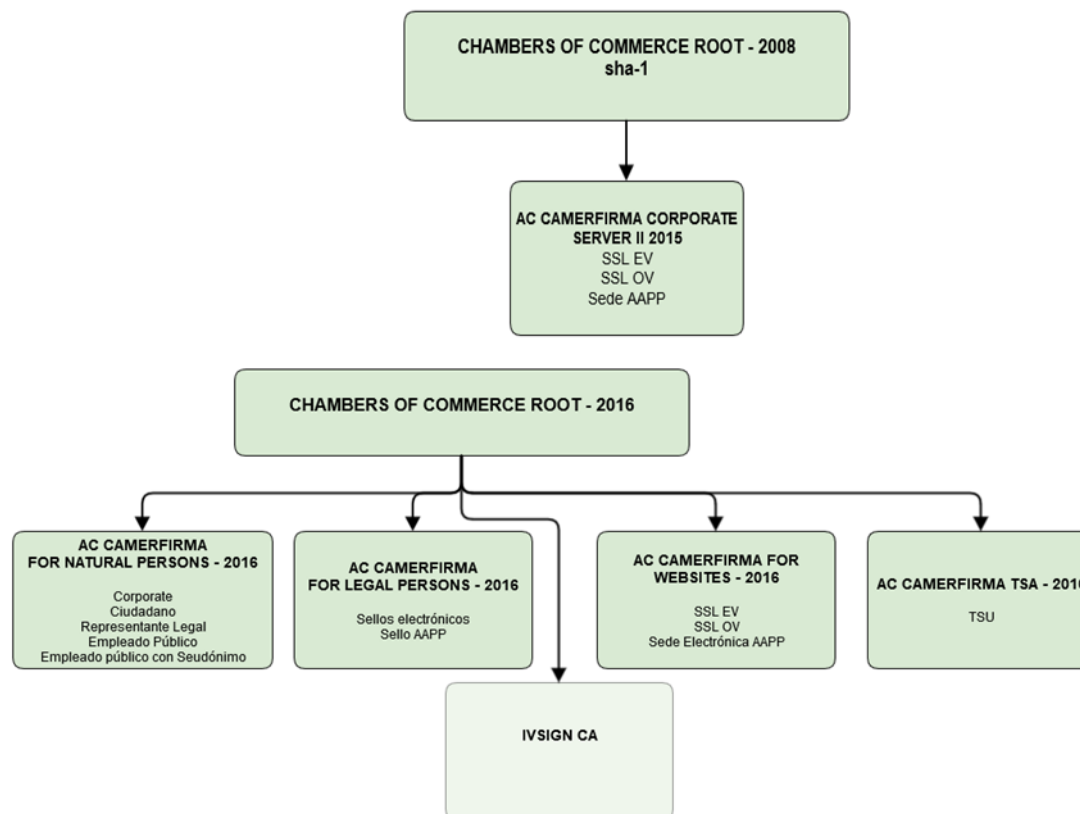 CHAMBERS OF COMMERCE ROOT - 2008
sha-1
AC CAMERFIRMA CORPORATE
SERVER II 2015
SSL EV
SSL OV
Sede AAPP
CHAMBERS OF COMMERCE ROOT - 2016
AC CAMERFIRMA
FOR NATURAL PERSONS - 2016
Corporate
Ciudadano
Representante Legal
Empleado Público
Empleado público con Seudónimo
AC CAMERFIRMA
FOR LEGAL PERSONS - 2016
Sellos electrónicos
Sello AAPP
AC CAMERFIRMA FOR
WEBSITES - 2016
SSL EV
SSL OV
Sede Electrónica AAPP
AC CAMERFIRMA TSA - 2016
TSU
IVSIGN CA